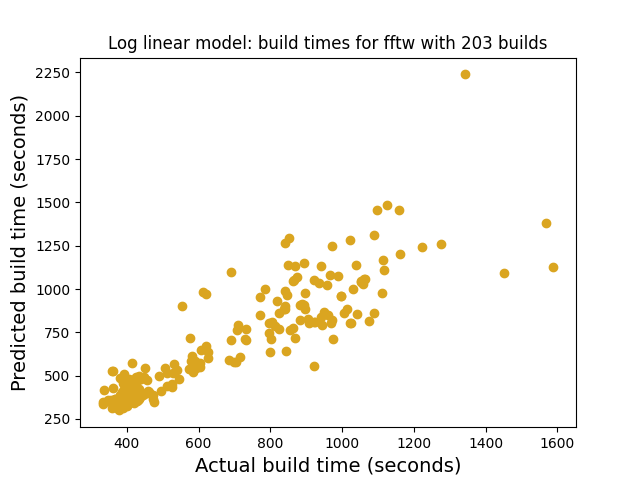 Log linear model: build times for fftw with 203 builds
2250
2000
1750
1500
1250
1000
750
500
250
Predicted build time (seconds)
400 600 800 1000 1200 1400 1600
Actual build time (seconds)